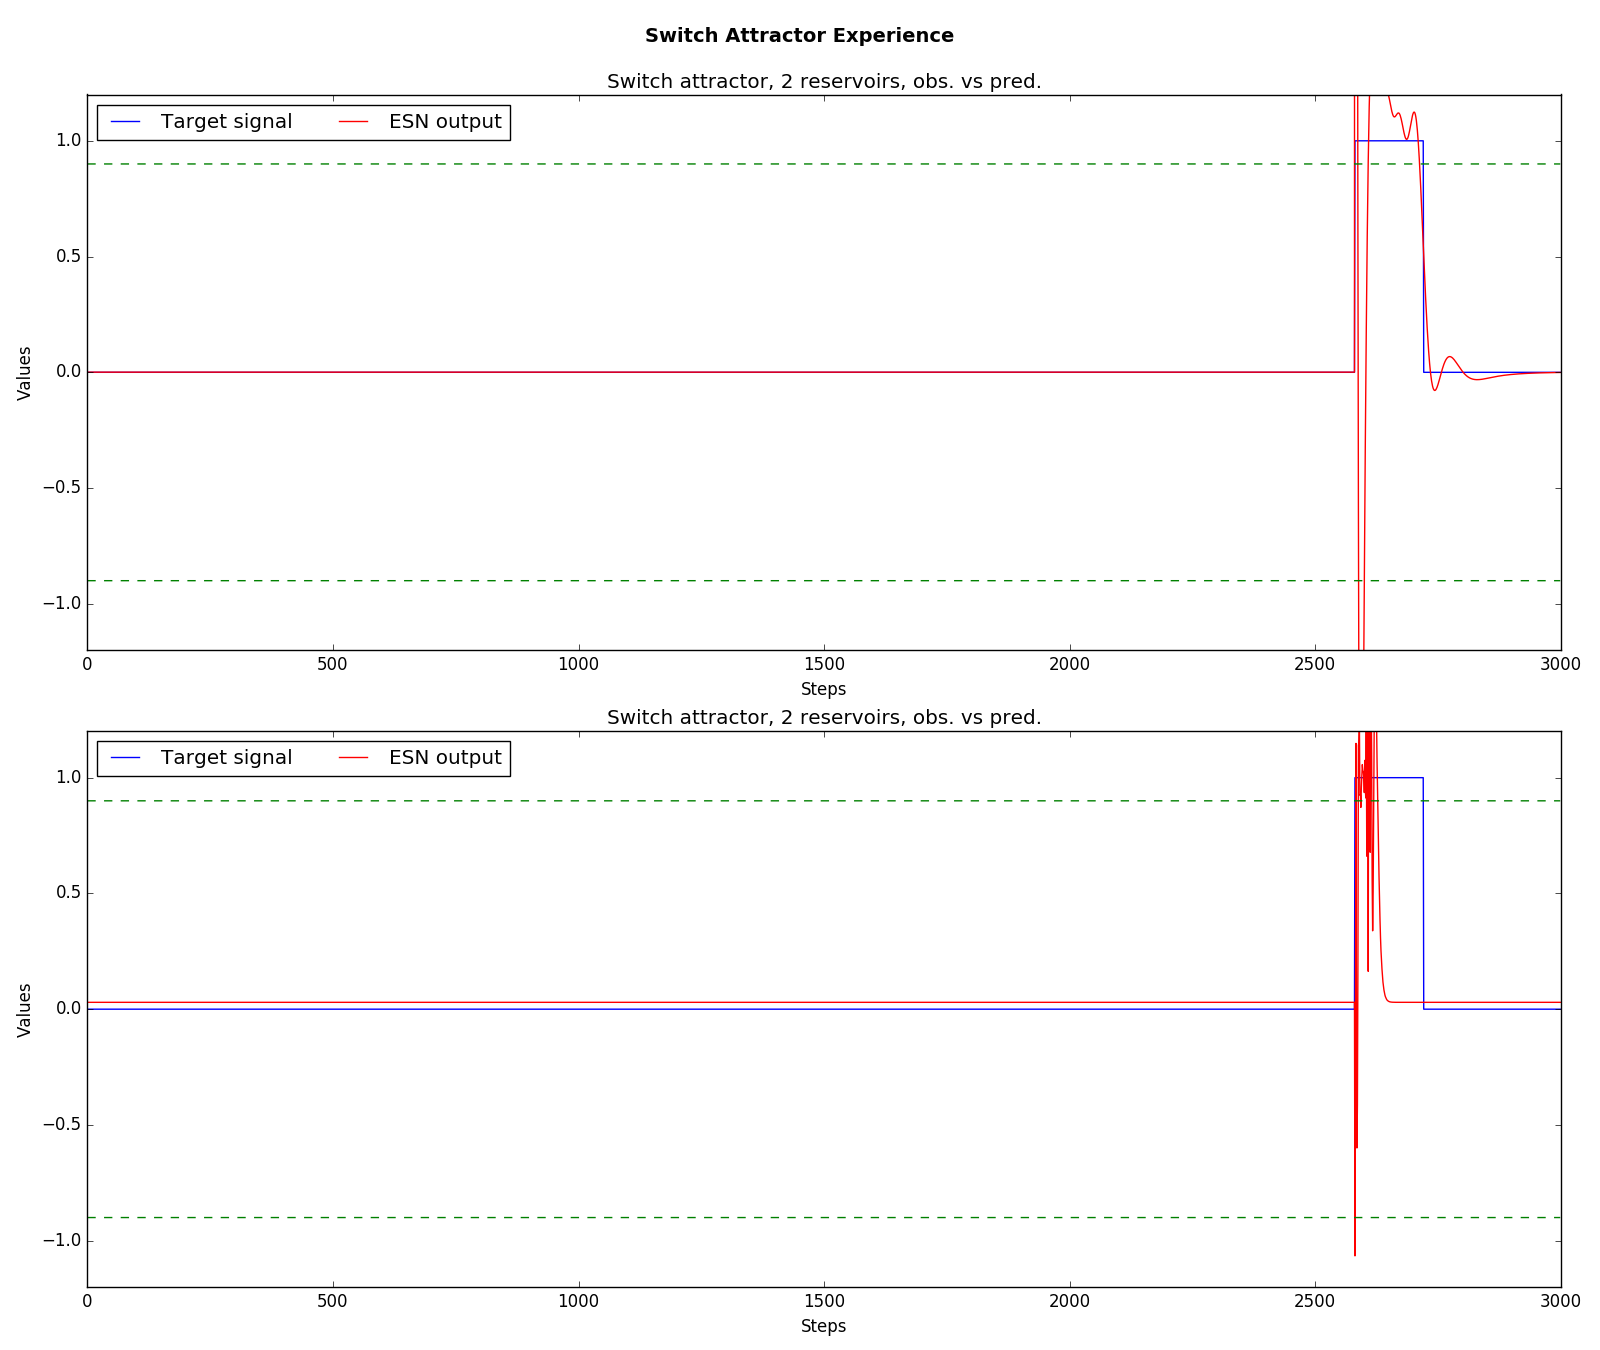 Switch Attractor Experience
Switch attractor, 2 reservoirs, obs. vs pred.
Target signal ESN output
1.0
0.5
0.0
−0.5
−1.0
Values
0 500 1000 1500 2000 2500 3000
Steps
Switch attractor, 2 reservoirs, obs. vs pred.
Target signal ESN output
1.0
0.5
0.0
−0.5
−1.0
Values
0 500 1000 1500 2000 2500 3000
Steps